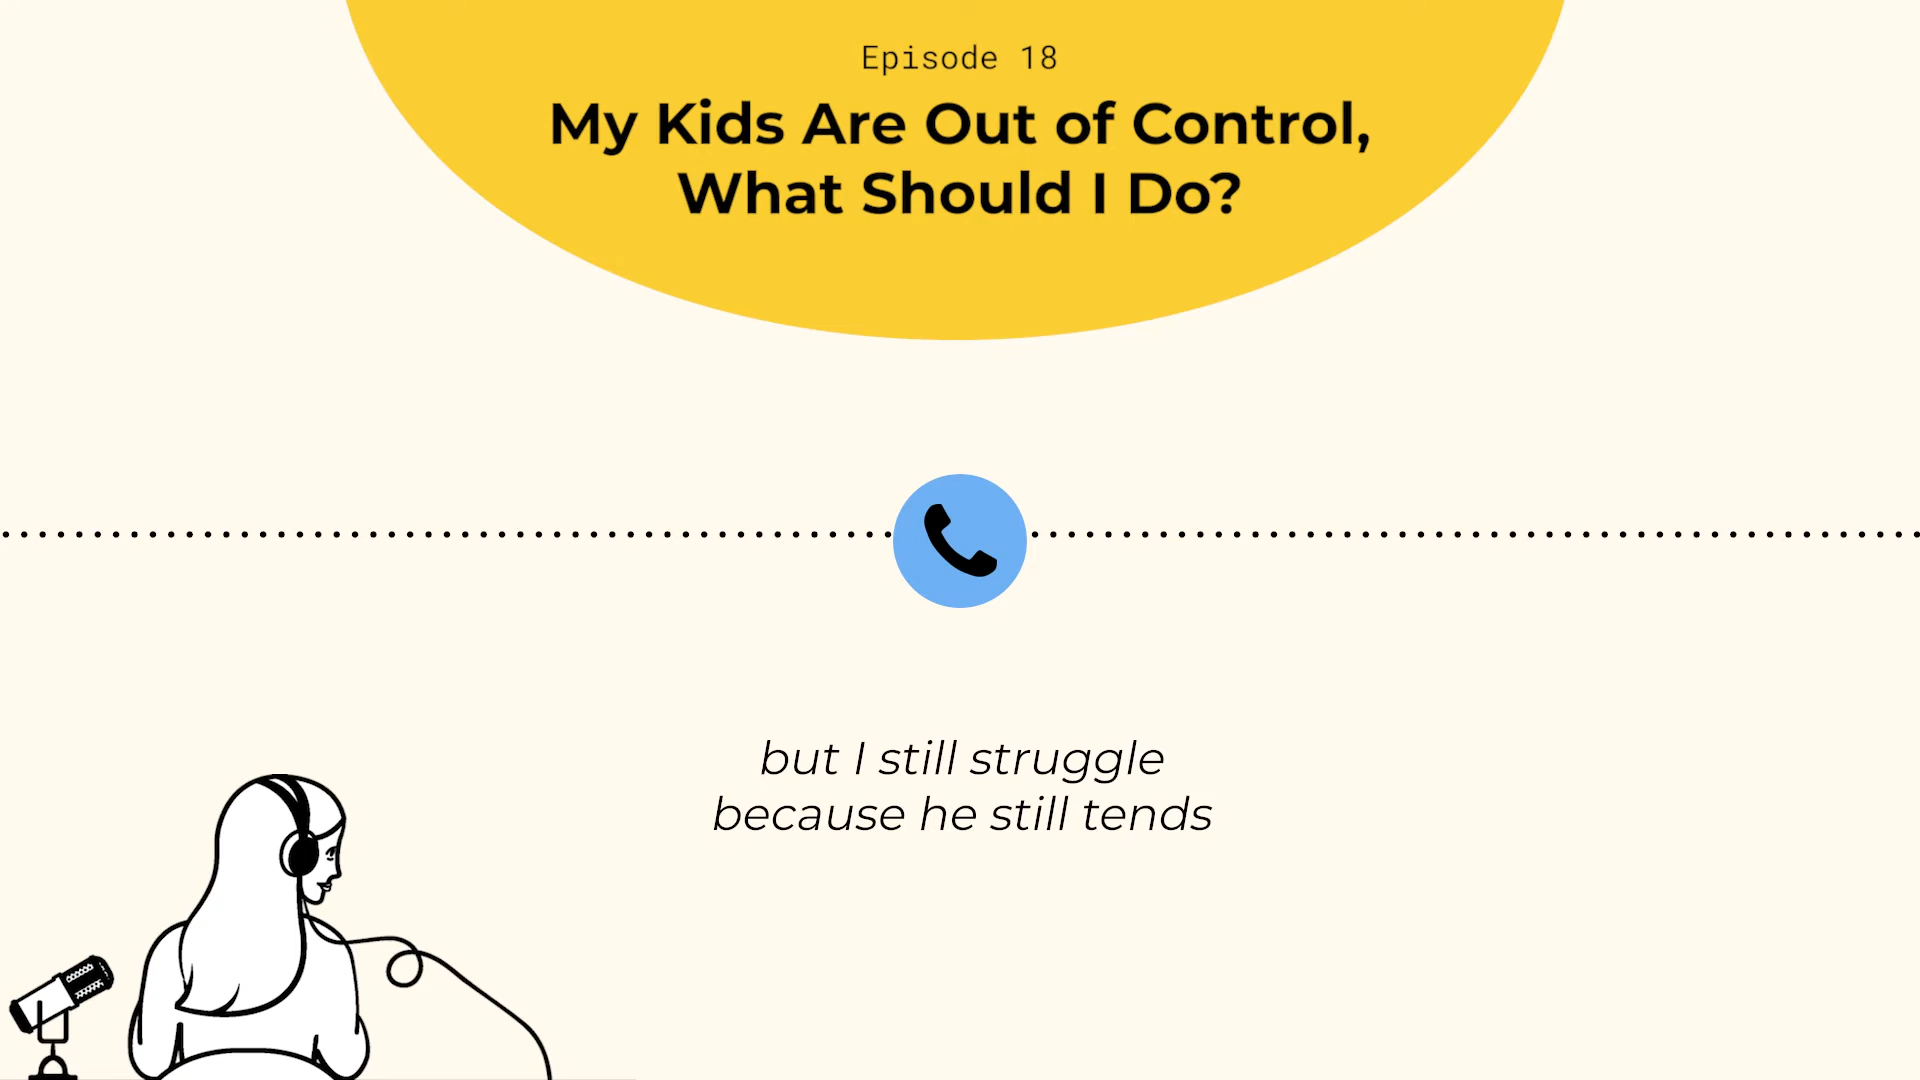 Episode 18
My Kids Are Out of Control,
What Should I Do?
but I still struggle
because he still tends